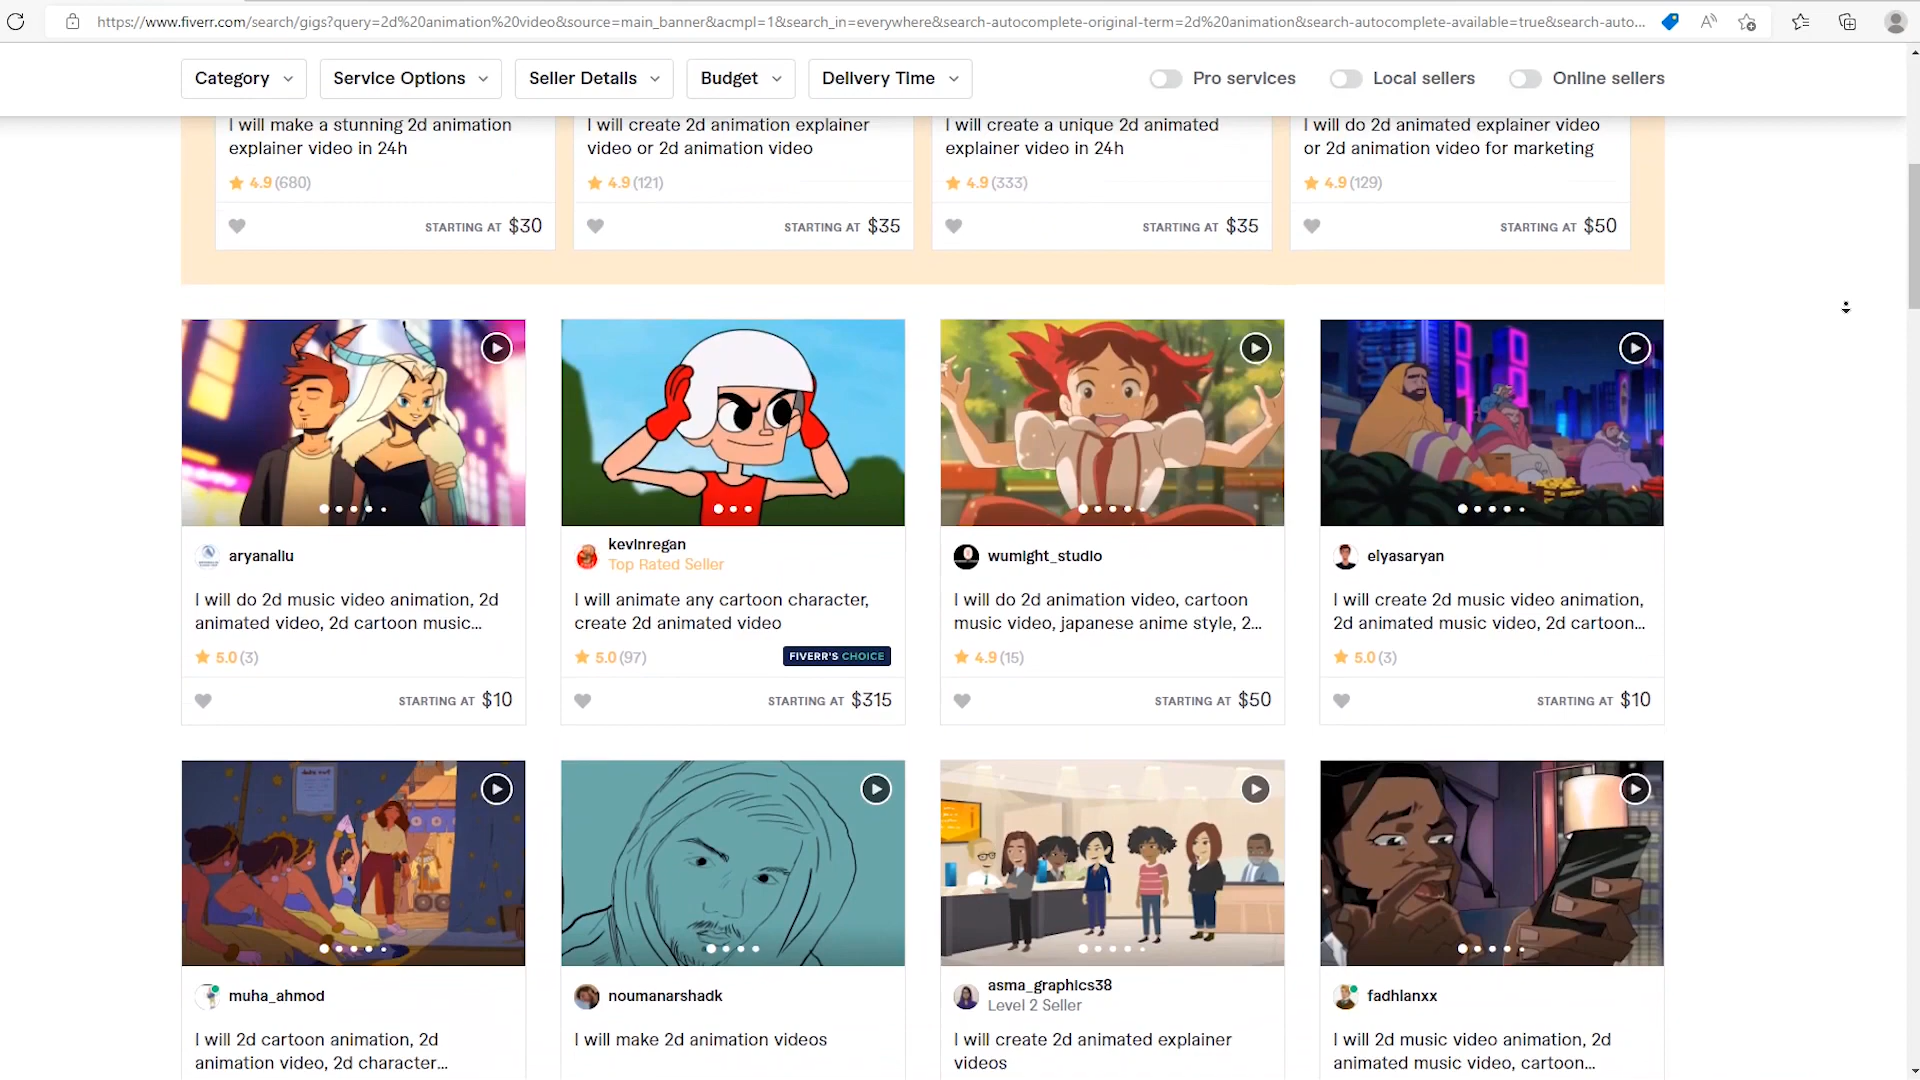 https://www.fiverr.com/search/gigs?query=2d%20animation%20video&source=main_banner&acmpl=1&search_in=everywhere&search-autocomplete-original-term=2d%20animation&search-autocomplete-available=true&search-auto...
Category
Service Options
Seller Details
Budget
Delivery Time
Pro services
Local sellers
Online sellers
I will make a stunning 2d animation
explainer video in 24h
4.9 (680)
STARTING AT $30
I will create 2d animation explainer
video or 2d animation video
4.9 (121)
STARTING AT $35
I will create a unique 2d animated
explainer video in 24h
4.9 (333)
STARTING AT $35
I will do 2d animated explainer video
or 2d animation video for marketing
4.9 (129)
STARTING AT $50
aryanallu
I will do 2d music video animation, 2d
animated video, 2d cartoon music...
5.0 (3)
STARTING AT $10
kevinregan
Top Rated Seller
I will animate any cartoon character,
create 2d animated video
5.0 (97)
FIVERR'S CHOICE
STARTING AT $315
wumight_studio
I will do 2d animation video, cartoon
music video, japanese anime style, 2...
4.9 (15)
STARTING AT $50
elyasaryan
I will create 2d music video animation,
2d animated music video, 2d cartoon...
5.0 (3)
STARTING AT $10
muha_ahmod
I will 2d cartoon animation, 2d
animation video, 2d character...
noumanarshadk
I will make 2d animation videos
asma_graphics38
Level 2 Seller
I will create 2d animated explainer
videos
fadhlanxx
I will 2d music video animation, 2d
animated music video, cartoon...